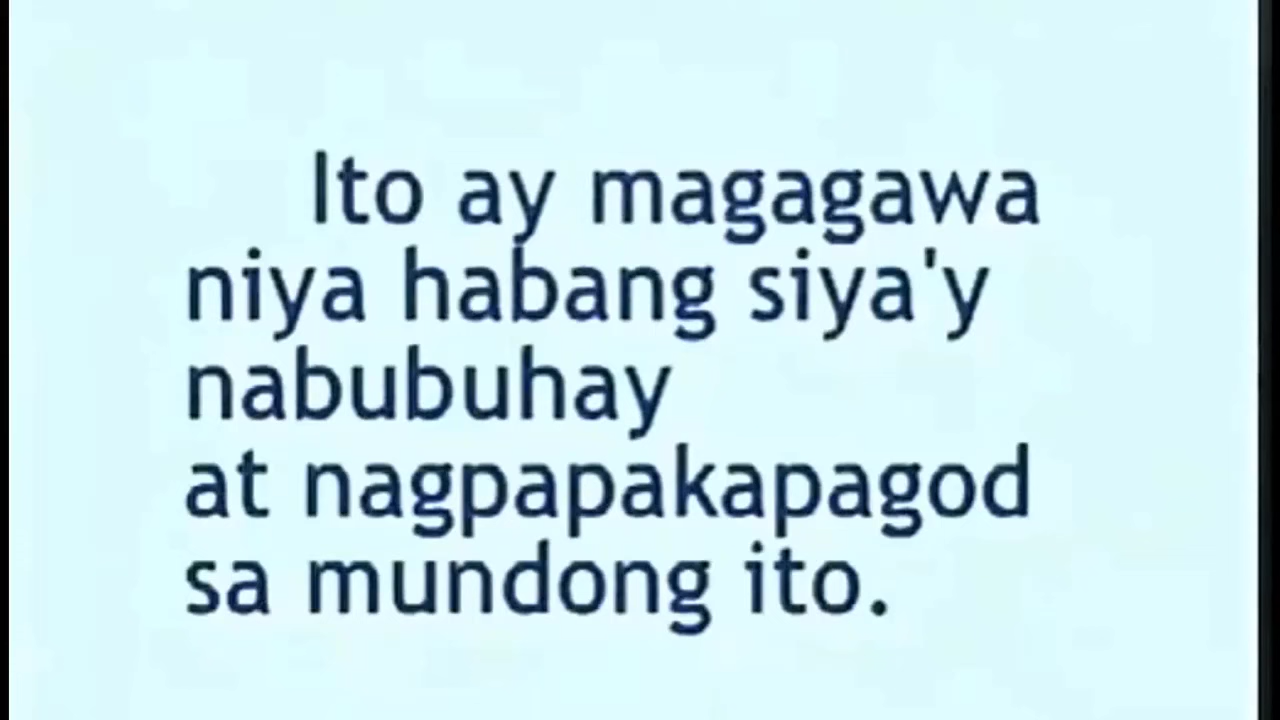 Ito ay magagawa
niya habang siya'y
nabubuhay
at nagpapakapagod
sa mundong ito.